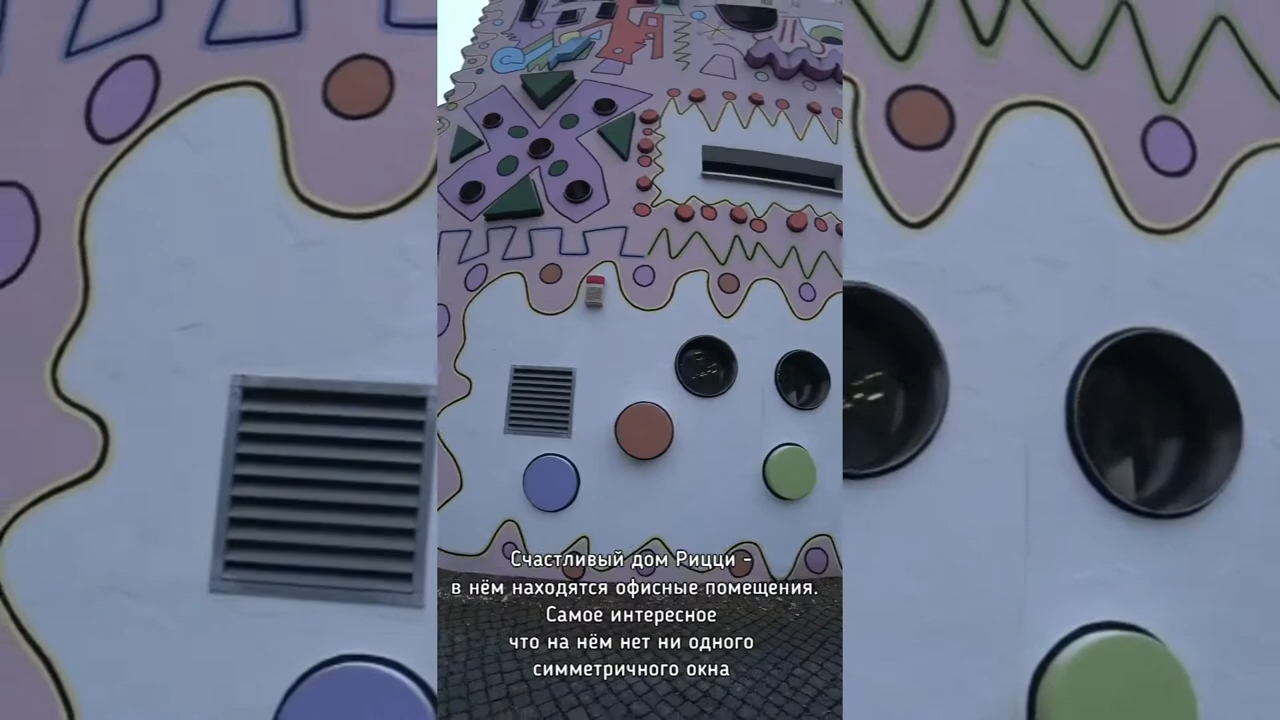 Счастливый дом Рицци -
в нём находятся офисные помещения.
Самое интересное
что на нём нет ни одного
симметричного окна